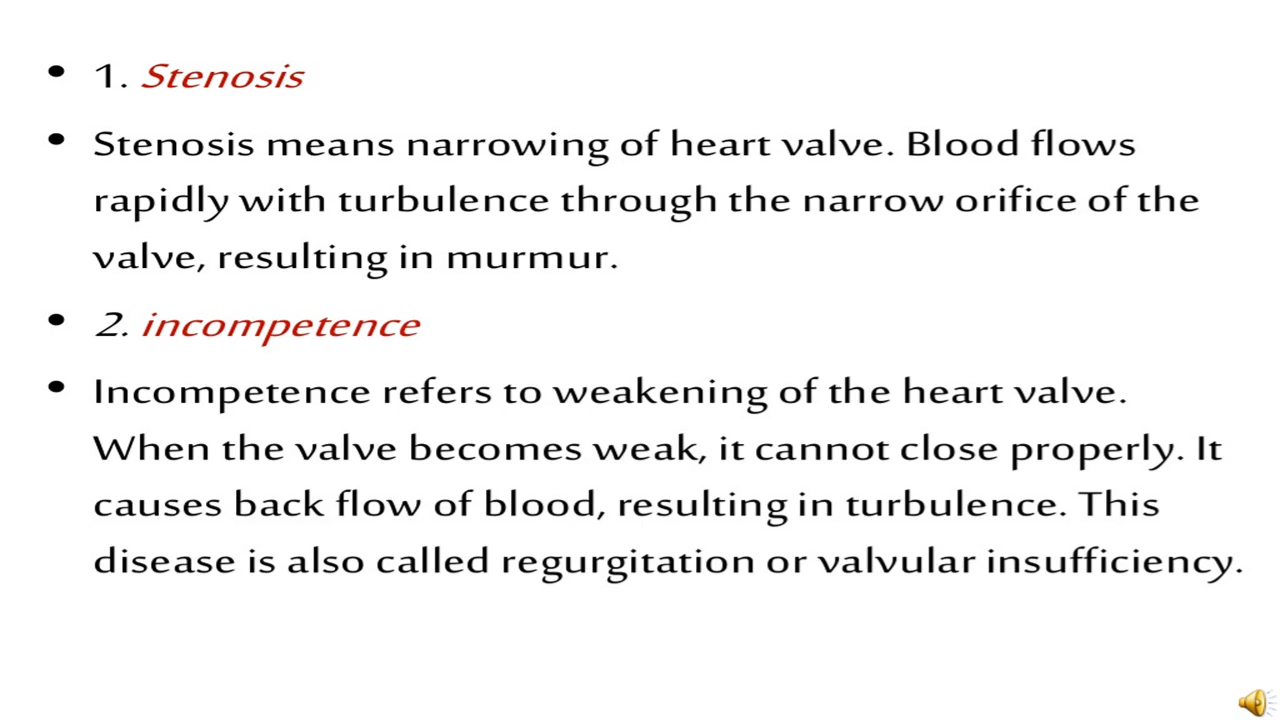 • 1. Stenosis
• Stenosis means narrowing of heart valve. Blood flows
rapidly with turbulence through the narrow orifice of the
valve, resulting in murmur.
• 2. incompetence
• Incompetence refers to weakening of the heart valve.
When the valve becomes weak, it cannot close properly. It
causes back flow of blood, resulting in turbulence. This
disease is also called regurgitation or valvular insufficiency.